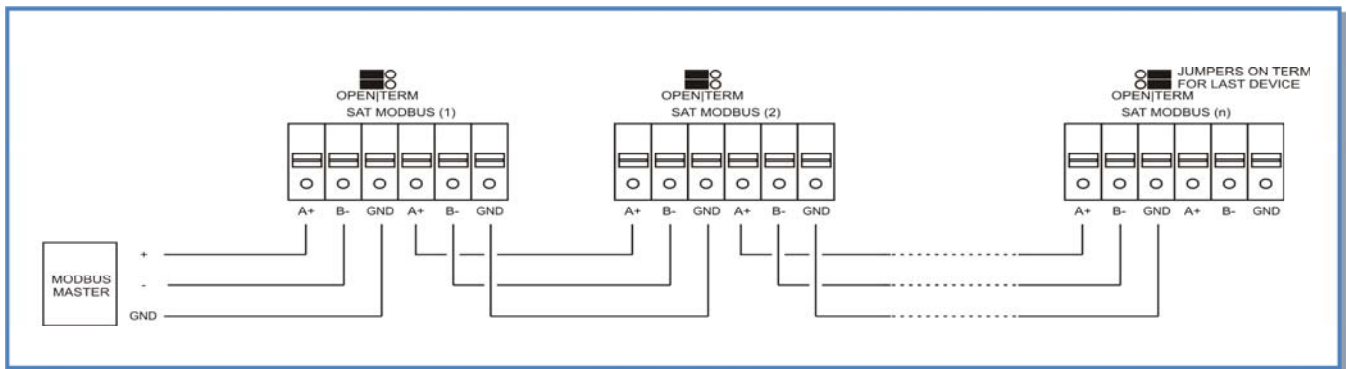 JUMPERS ON TERM
FOR LAST DEVICE
OPEN|TERM
SAT MODBUS (1)
OPEN|TERM
SAT MODBUS (2)
OPEN|TERM
SAT MODBUS (n)
A+ B- GND A+ B- GND
A+ B- GND A+ B- GND
A+ B- GND A+ B- GND
MODBUS
MASTER
+
-
GND